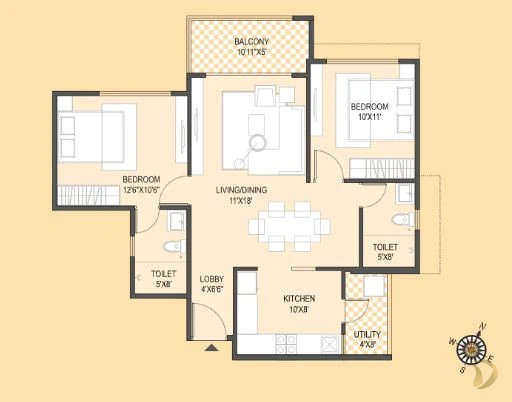 BALCONY
10'11"X5'
BEDROOM
10'X11'
BEDROOM
12'6"X10'6"
LIVING/DINING
11'X18'
TOILET
5'X8'
TOILET
5'X8'
LOBBY
4'X6'6"
KITCHEN
10'X8'
UTILITY
4'X8'
N
W
E
S